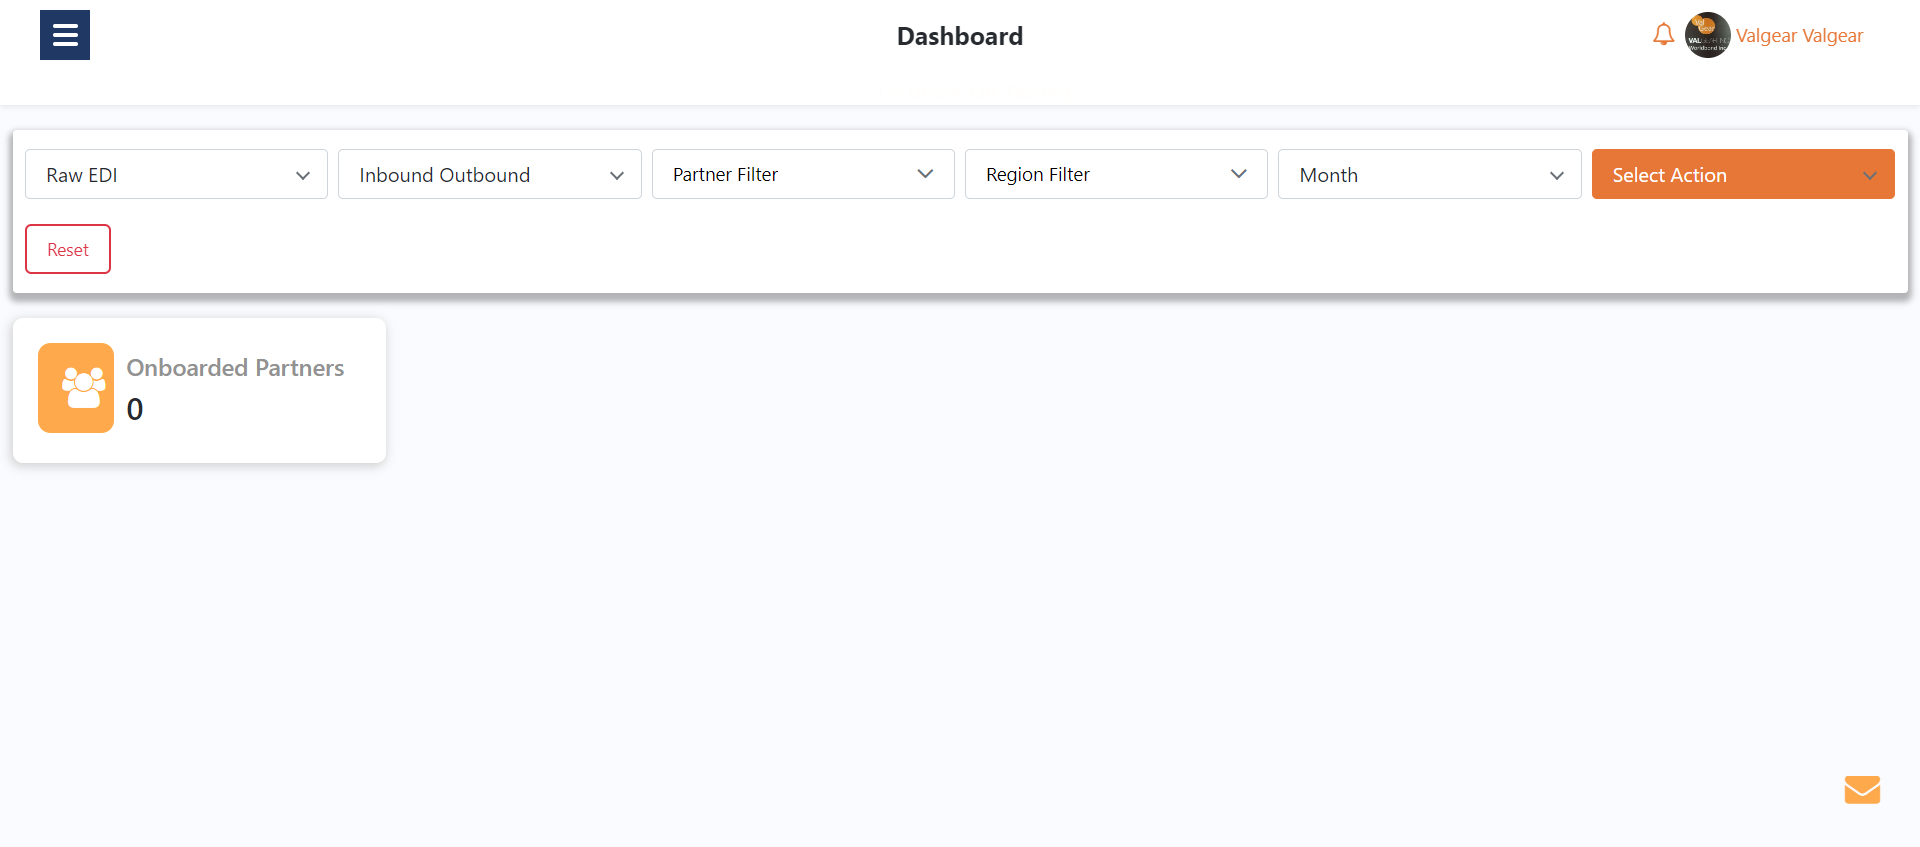 Dashboard
Valgear Valgear
Raw EDI
Inbound Outbound
Partner Filter
Region Filter
Month
Select Action
Reset
Onboarded Partners
0